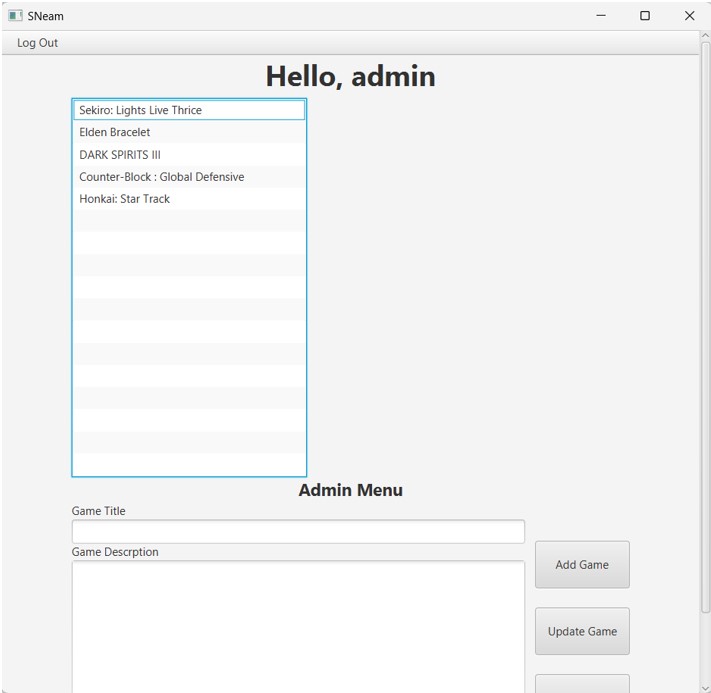 SNeam
Log Out
Hello, admin
Sekiro: Lights Live Thrice
Elden Bracelet
DARK SPIRITS III
Counter-Block : Global Defensive
Honkai: Star Track
Admin Menu
Game Title
Game Descrption
Add Game
Update Game